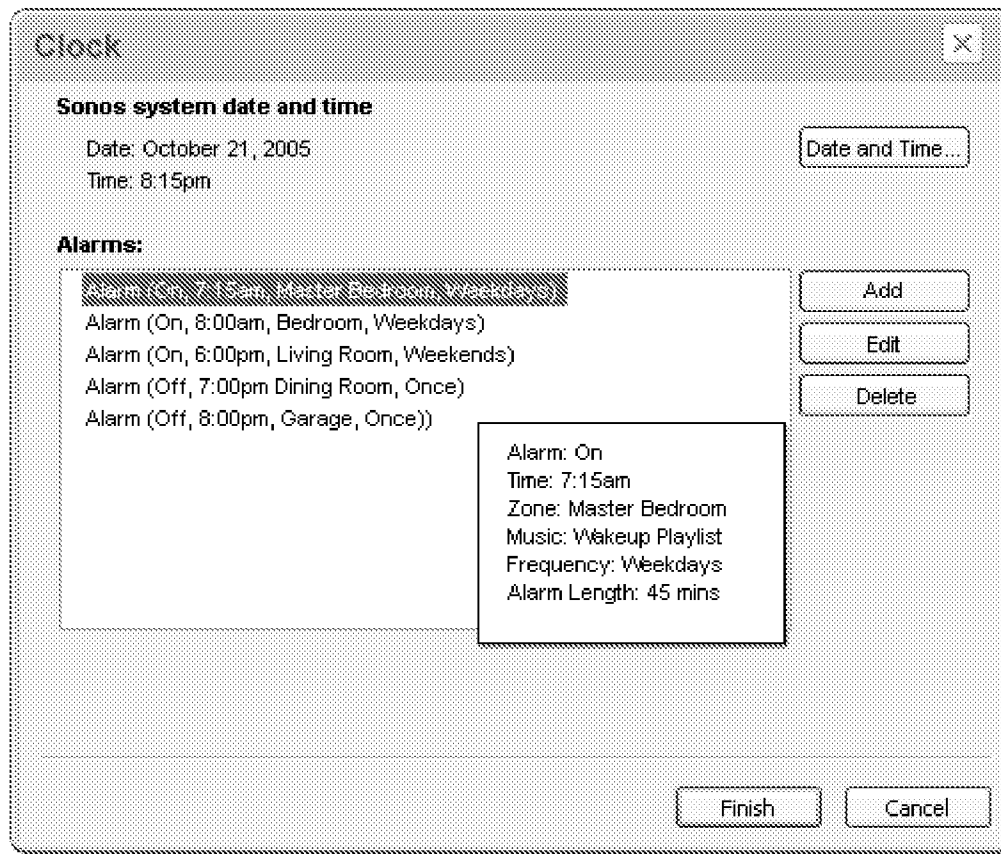 Clock
Sonos system date and time
Date: October 21, 2005
Date and Time...
Time: 8:15pm
Alarms:
Alarm (On, 7:15am, Master Bedroom, Weekdays)
Add
Alarm (On, 8:00am, Bedroom, Weekdays)
Edit
Alarm (On, 6:00pm, Living Room, Weekends)
Alarm (Off, 7:00pm Dining Room, Once)
Delete
Alarm (Off, 8:00pm, Garage, Once))
Alarm: On
Time: 7:15am
Zone: Master Bedroom
Music: Wakeup Playlist
Frequency: Weekdays
Alarm Length: 45 mins
Finish
Cancel